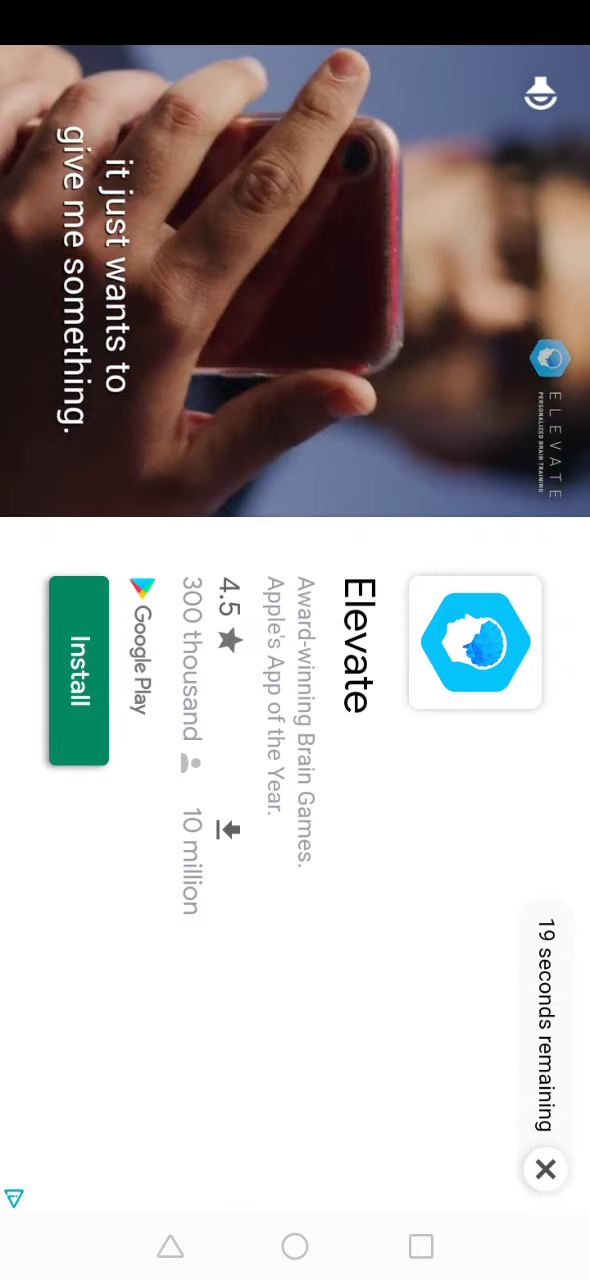 it just wants to
give me something.
ELEVATE
PERSONALIZED BRAIN TRAINING
19 seconds remaining
Elevate
Award-winning Brain Games.
Apple's App of the Year.
4.5
300 thousand
10 million
Google Play
Install